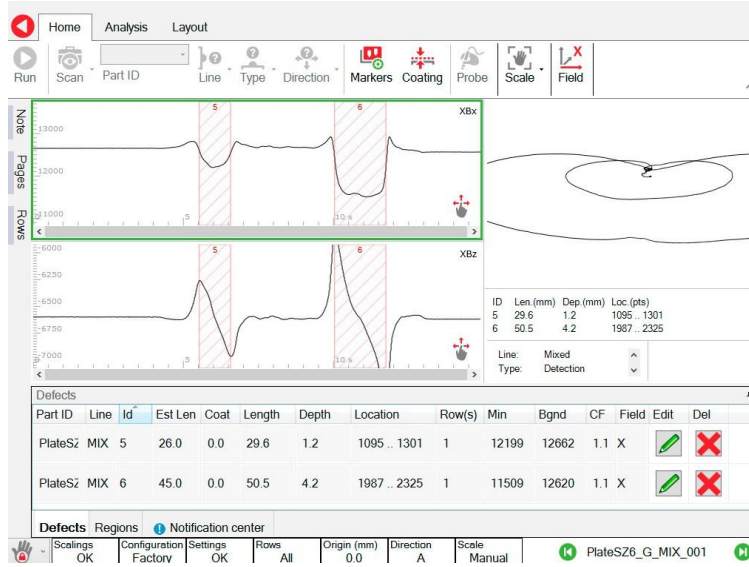 Home Analysis Layout
Run Scan Part ID Line Type Direction Markers Coating Probe Scale Field
Note
Pages
Rows
5 6 XBx
13000
12000
11000
5 10 s
5 6 XBz
-6000
-6250
-6500
-6750
-7000
5 10 s
ID Len.(mm) Dep.(mm) Loc.(pts)
5 29.6 1.2 1095 .. 1301
6 50.5 4.2 1987 .. 2325
Line: Mixed
Type: Detection
Defects
Part ID Line Id Est Len Coat Length Depth Location Row(s) Min Bgnd CF Field Edit Del
PlateSZ MIX 5 26.0 0.0 29.6 1.2 1095 .. 1301 1 12199 12662 1.1 X
PlateSZ MIX 6 45.0 0.0 50.5 4.2 1987 .. 2325 1 11509 12620 1.1 X
Defects Regions Notification center
Scalings Configuration Settings Rows Origin (mm) Direction Scale
OK Factory OK All 0.0 A Manual
PlateSZ6_G_MIX_001